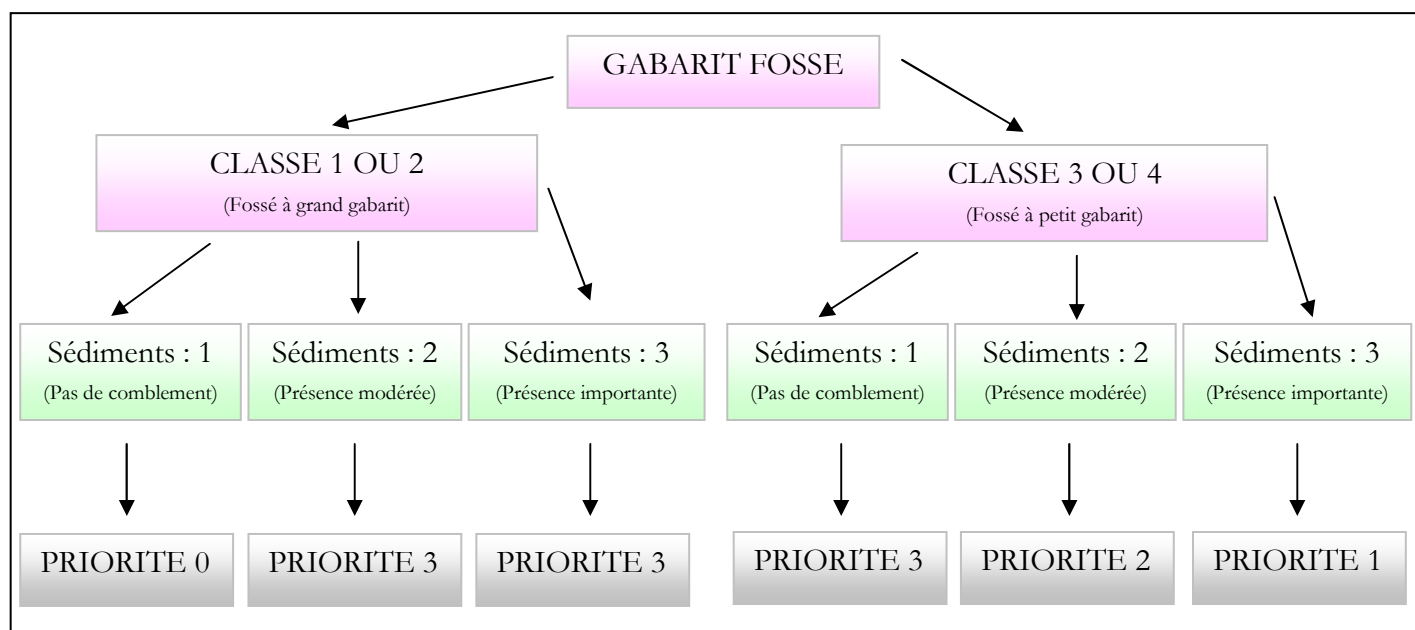 GABARIT FOSSE
CLASSE 1 OU 2
(Fossé à grand gabarit)
CLASSE 3 OU 4
(Fossé à petit gabarit)
Sédiments : 1
(Pas de comblement)
Sédiments : 2
(Présence modérée)
Sédiments : 3
(Présence importante)
Sédiments : 1
(Pas de comblement)
Sédiments : 2
(Présence modérée)
Sédiments : 3
(Présence importante)
PRIORITE 0
PRIORITE 3
PRIORITE 3
PRIORITE 3
PRIORITE 2
PRIORITE 1